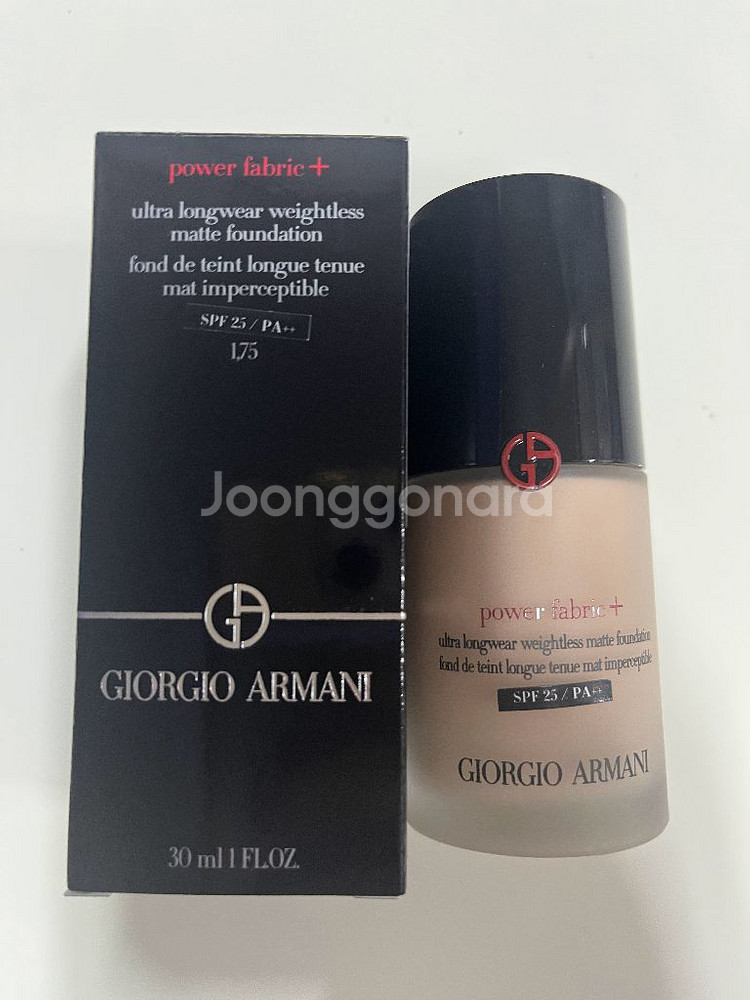 power fabric+
ultra longwear weightless
matte foundation
fond de teint longue tenue
mat imperceptible
SPF 25 / PA++
1,75
GIORGIO ARMANI
30 ml 1 FL.OZ.
power fabric+
ultra longwear weightless matte foundation
fond de teint longue tenue mat imperceptible
SPF 25 / PA++
GIORGIO ARMANI
Joonggonara